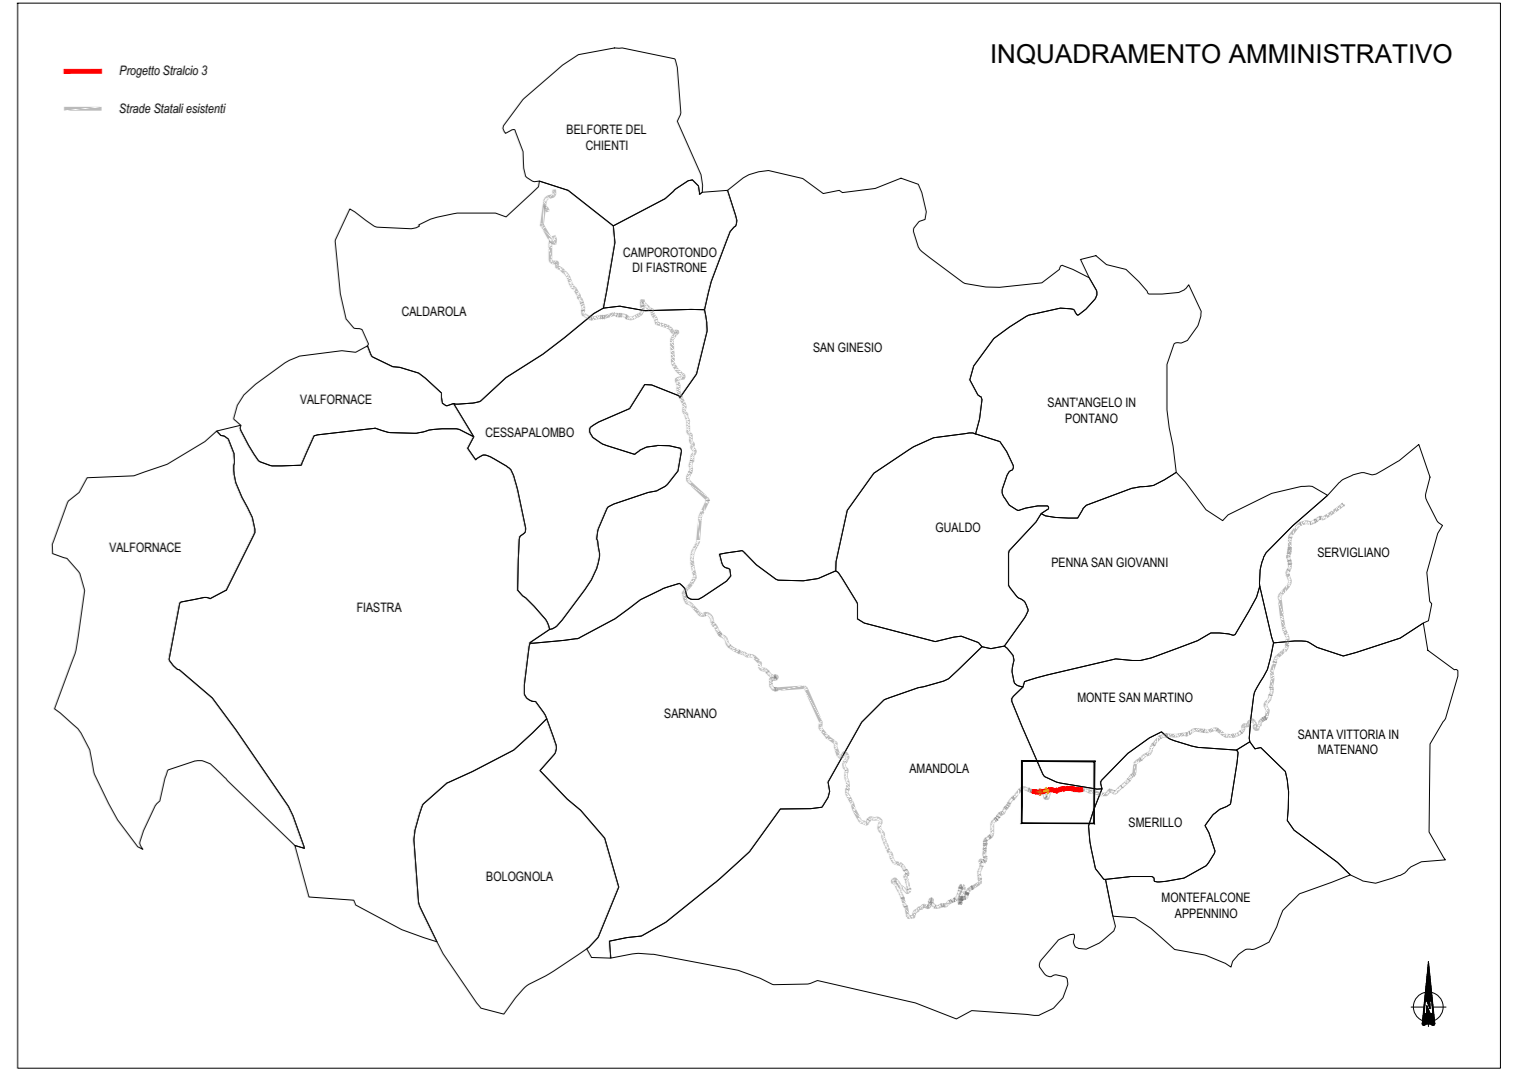 INQUADRAMENTO AMMINISTRATIVO
Progetto Stralcio 3
Strade Statali esistenti
BELFORTE DEL
CHIENTI
CAMPOROTONDO
DI FIASTRONE
CALDAROLA
SAN GINESIO
VALFORNACE
SANT'ANGELO IN
PONTANO
CESSAPALOMBO
GUALDO
VALFORNACE
SERVIGLIANO
PENNA SAN GIOVANNI
FIASTRA
MONTE SAN MARTINO
SARNANO
SANTA VITTORIA IN
MATENANO
AMANDOLA
SMERILLO
BOLOGNOLA
MONTEFALCONE
APPENNINO